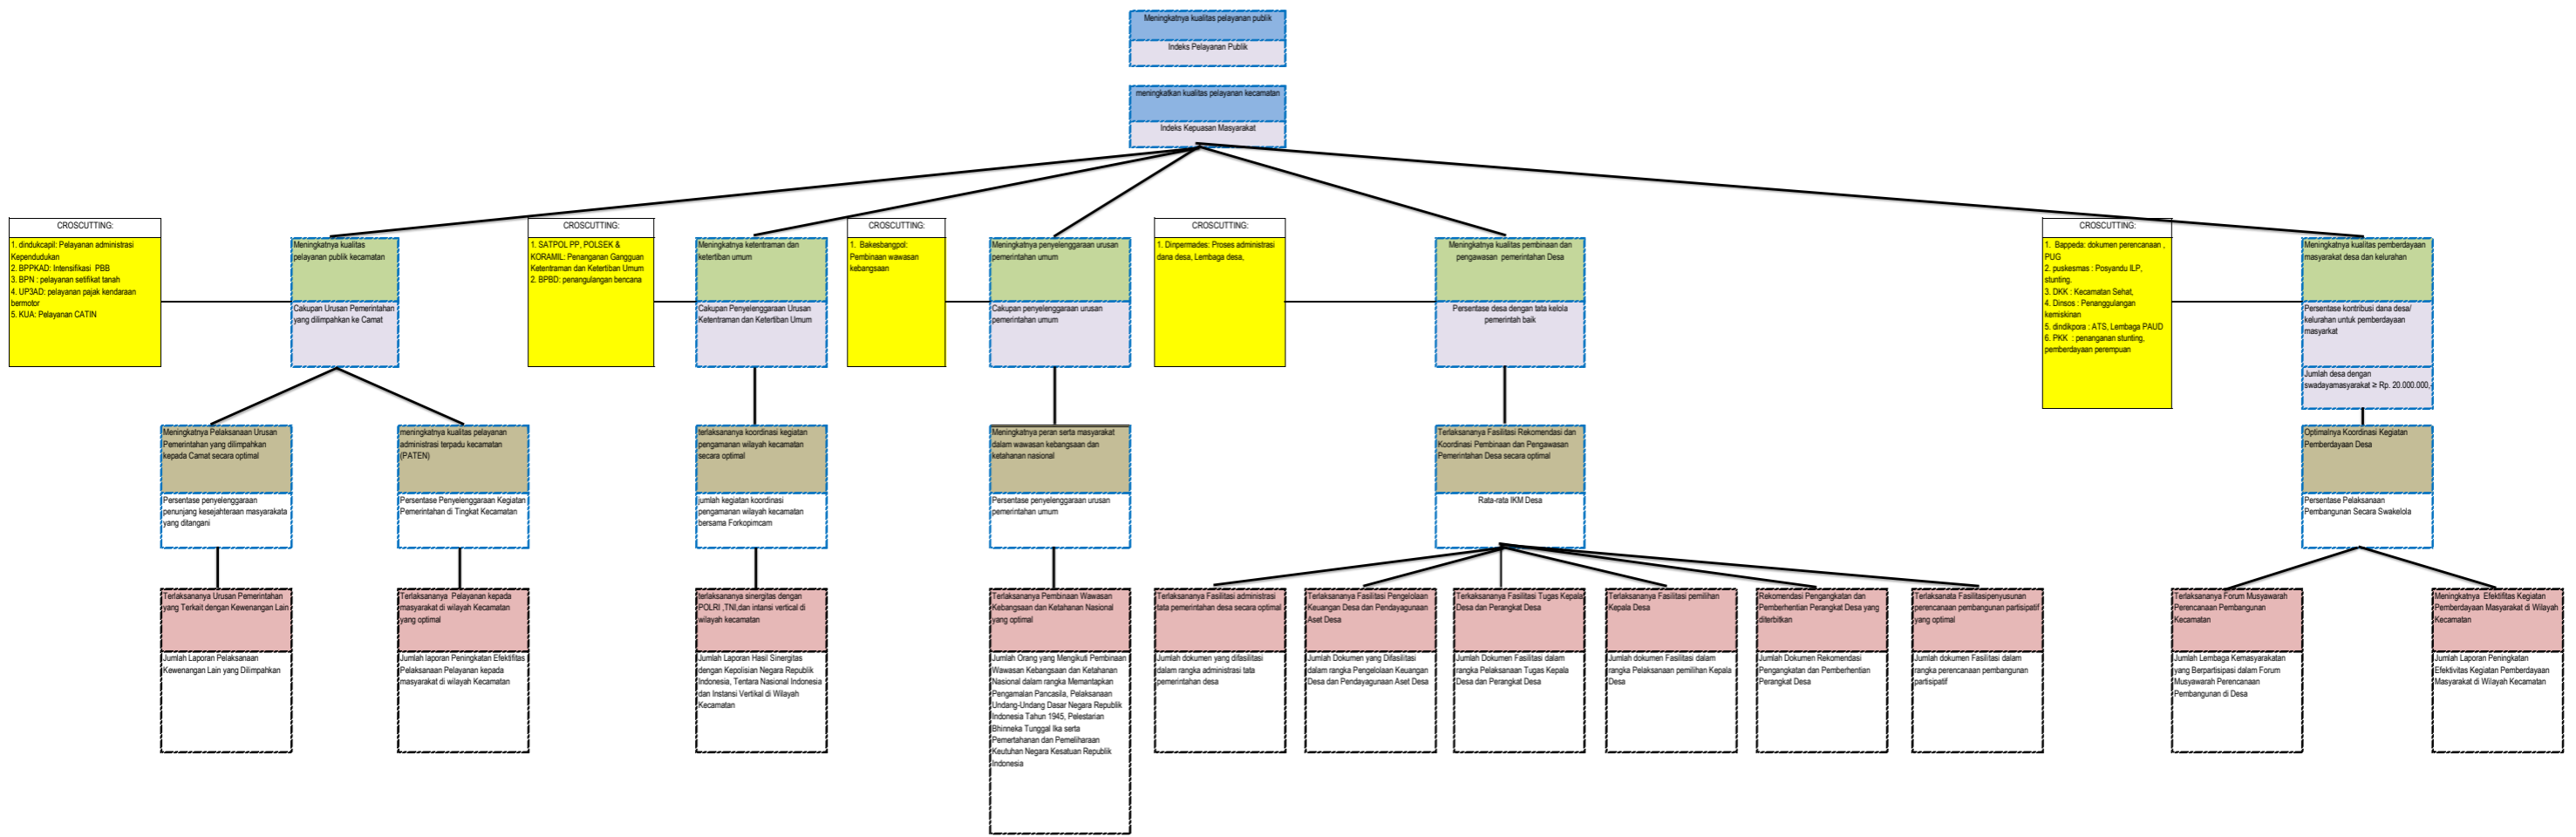 Meningkatnya kualitas pelayanan publik
Indeks Pelayanan Publik
meningkatkan kualitas pelayanan kecamatan
Indeks Kepuasan Masyarakat
CROSCUTTING:
1. dindukcapil: Pelayanan administrasi
Kependudukan
2. BPPKAD: Intensifikasi PBB
3. BPN : pelayanan setifikat tanah
4. UP3AD: pelayanan pajak kendaraan
bermotor
5. KUA: Pelayanan CATIN
Meningkatnya kualitas
pelayanan publik kecamatan
Cakupan Urusan Pemerintahan
yang dilimpahkan ke Camat
CROSCUTTING:
1. SATPOL PP, POLSEK &
KORAMIL: Penanganan Gangguan
Ketentraman dan Ketertiban Umum
2. BPBD: penangulangan bencana
Meningkatnya ketentraman dan
ketertiban umum
Cakupan Penyelenggaraan Urusan
Ketentraman dan Ketertiban Umum
CROSCUTTING:
1. Bakesbangpol:
Pembinaan wawasan
kebangsaan
Meningkatnya penyelenggaraan urusan
pemerintahan umum
Cakupan penyelenggaraan urusan
pemerintahan umum
CROSCUTTING:
1. Dinpermades: Proses administrasi
dana desa, Lembaga desa,
Meningkatnya kualitas pembinaan dan
pengawasan pemerintahan Desa
Persentase desa dengan tata kelola
pemerintah baik
CROSCUTTING:
1. Bappeda: dokumen perencanaan ,
PUG
2. puskesmas : Posyandu ILP,
stunting.
3. DKK : Kecamatan Sehat,
4. Dinsos : Penanggulangan
kemiskinan
5. dindikpora : ATS, Lembaga PAUD
6. PKK : penanganan stunting,
pemberdayaan perempuan
Meningkatnya kualitas pemberdayaan
masyarakat desa dan kelurahan
Persentase kontribusi dana desa/
kelurahan untuk pemberdayaan
masyarkat
Jumlah desa dengan
swadayamasyarakat ≥ Rp. 20.000.000,
Meningkatnya Pelaksanaan Urusan
Pemerintahan yang dilimpahkan
kepada Camat secara optimal
Persentase penyelenggaraan
penunjang kesejahteraan masyarakata
yang ditangani
meningkatnya kualitas pelayanan
administrasi terpadu kecamatan
(PATEN)
Persentase Penyelenggaraan Kegiatan
Pemerintahan di Tingkat Kecamatan
terlaksananya koordinasi kegiatan
pengamanan wilayah kecamatan
secara optimal
jumlah kegiatan koordinasi
pengamanan wilayah kecamatan
bersama Forkopimcam
Meningkatnya peran serta masyarakat
dalam wawasan kebangsaan dan
ketahanan nasional
Persentase penyelenggaraan urusan
pemerintahan umum
Terlaksananya Fasilitasi Rekomendasi dan
Koordinasi Pembinaan dan Pengawasan
Pemerintahan Desa secara optimal
Rata-rata IKM Desa
Optimalnya Koordinasi Kegiatan
Pemberdayaan Desa
Persentase Pelaksanaan
Pembangunan Secara Swakelola
Terlaksananya Urusan Pemerintahan
yang Terkait dengan Kewenangan Lain
Jumlah Laporan Pelaksanaan
Kewenangan Lain yang Dilimpahkan
Terlaksananya Pelayanan kepada
masyarakat di wilayah Kecamatan
yang optimal
Jumlah laporan Peningkatan Efektifitas
Pelaksanaan Pelayanan kepada
masyarakat di wilayah Kecamatan
terlaksananya sinergitas dengan
POLRI ,TNI,dan intansi vertical di
wilayah kecamatan
Jumlah Laporan Hasil Sinergitas
dengan Kepolisian Negara Republik
Indonesia, Tentara Nasional Indonesia
dan Instansi Vertikal di Wilayah
Kecamatan
Terlaksananya Pembinaan Wawasan
Kebangsaan dan Ketahanan Nasional
yang optimal
Jumlah Orang yang Mengikuti Pembinaan
Wawasan Kebangsaan dan Ketahanan
Nasional dalam rangka Memantapkan
Pengamalan Pancasila, Pelaksanaan
Undang-Undang Dasar Negara Republik
Indonesia Tahun 1945, Pelestarian
Bhinneka Tunggal Ika serta
Pemertahanan dan Pemeliharaan
Keutuhan Negara Kesatuan Republik
Indonesia
Terlaksananya Fasilitasi administrasi
tata pemerintahan desa secara optimal
Jumlah dokumen yang difasilitasi
dalam rangka administrasi tata
pemerintahan desa
Terlaksananya Fasilitasi Pengelolaan
Keuangan Desa dan Pendayagunaan
Aset Desa
Jumlah Dokumen yang Difasilitasi
dalam rangka Pengelolaan Keuangan
Desa dan Pendayagunaan Aset Desa
Terlaksananya Fasilitasi Tugas Kepala
Desa dan Perangkat Desa
Jumlah Dokumen Fasilitasi dalam
rangka Pelaksanaan Tugas Kepala
Desa dan Perangkat Desa
Terlaksananya Fasilitasi pemilihan
Kepala Desa
Jumlah dokumen Fasilitasi dalam
rangka Pelaksanaan pemilihan Kepala
Desa
Rekomendasi Pengangkatan dan
Pemberhentian Perangkat Desa yang
diterbitkan
Jumlah Dokumen Rekomendasi
Pengangkatan dan Pemberhentian
Perangkat Desa
Terlaksanata Fasilitasipenyusunan
perencanaan pembangunan partisipatif
yang optimal
Jumlah dokumen Fasilitasi dalam
rangka perencanaan pembangunan
partisipatif
Terlaksananya Forum Musyawarah
Perencanaan Pembangunan
Kecamatan
Jumlah Lembaga Kemasyarakatan
yang Berpartisipasi dalam Forum
Musyawarah Perencanaan
Pembangunan di Desa
Meningkatnya Efektifitas Kegiatan
Pemberdayaan Masyarakat di Wilayah
Kecamatan
Jumlah Laporan Peningkatan
Efektivitas Kegiatan Pemberdayaan
Masyarakat di Wilayah Kecamatan